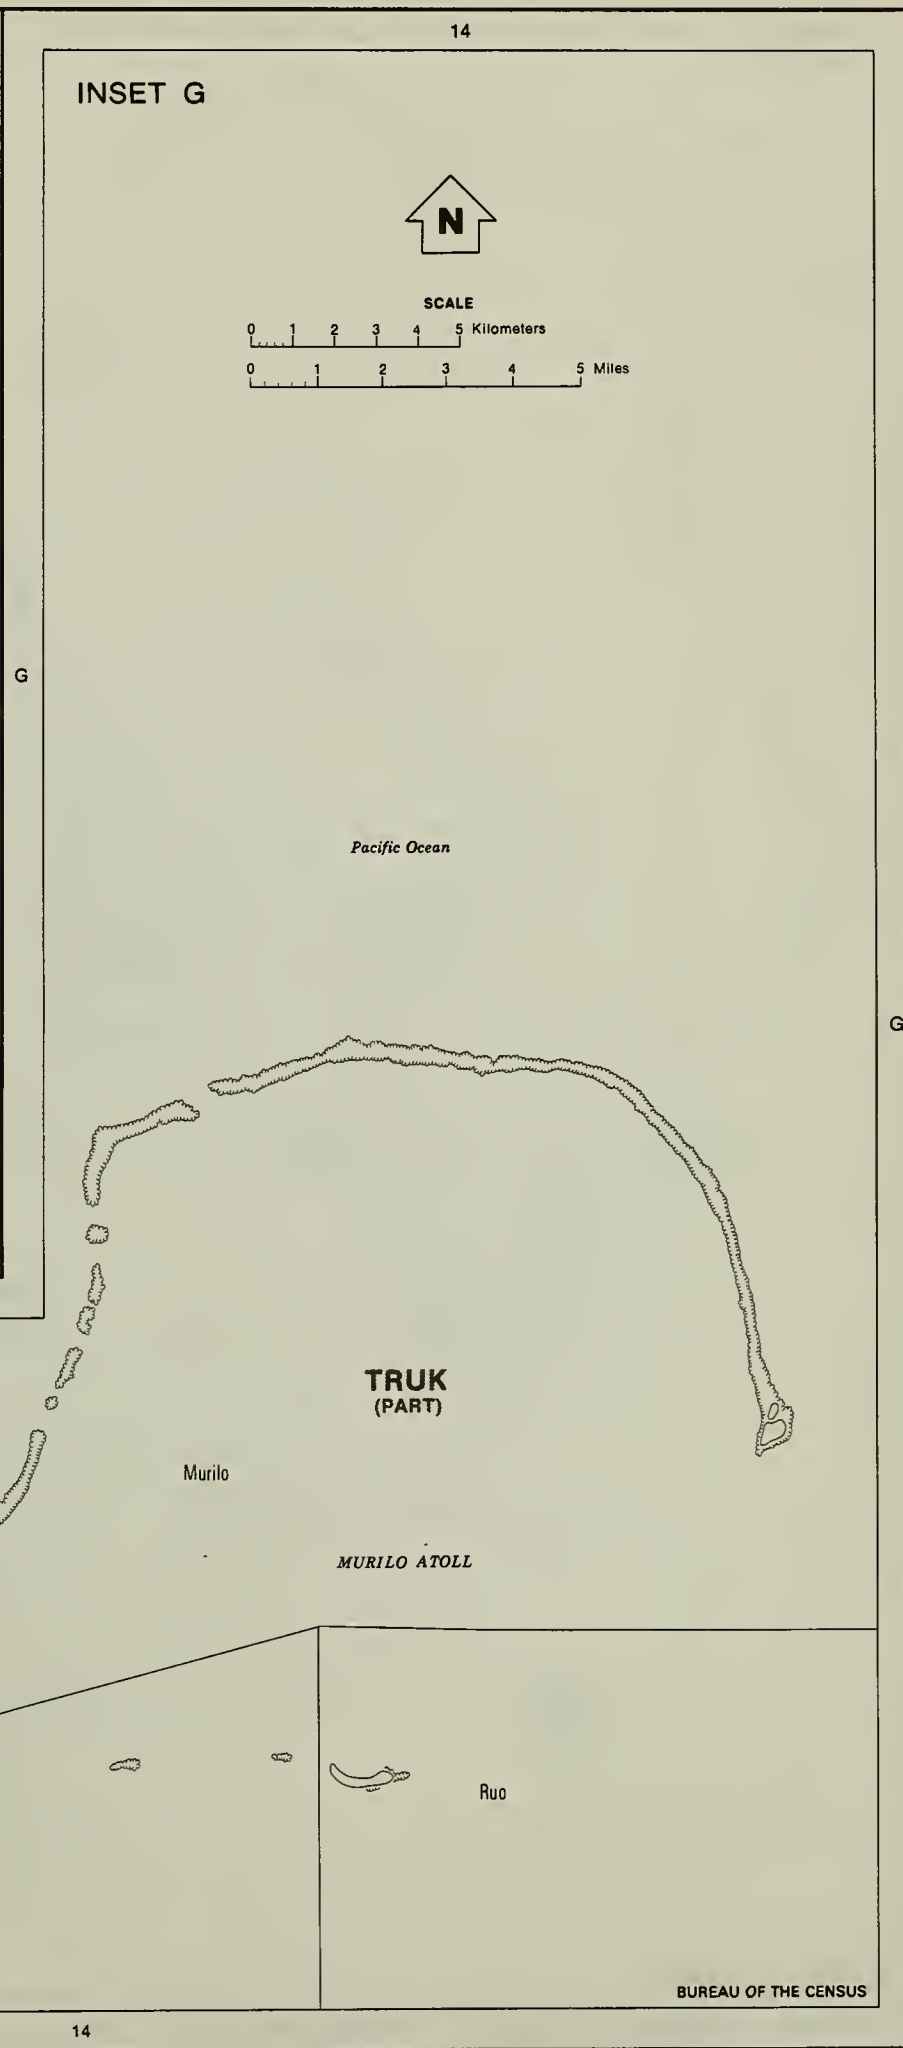 14
INSET G
N
SCALE
0 1 2 3 4 5 Kilometers
0 1 2 3 4 5 Miles
G
Pacific Ocean
G
TRUK
(PART)
Murilo
MURILO ATOLL
Ruo
BUREAU OF THE CENSUS
14